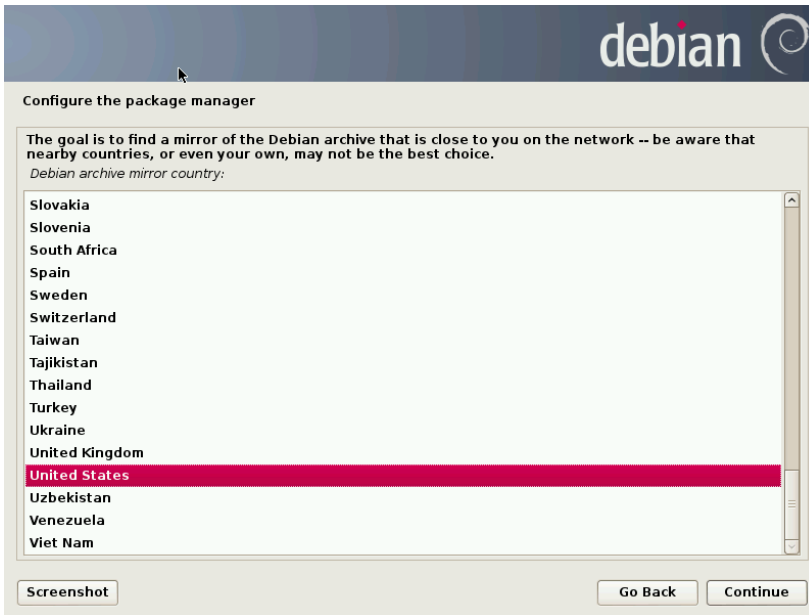 debian
Configure the package manager
The goal is to find a mirror of the Debian archive that is close to you on the network -- be aware that
nearby countries, or even your own, may not be the best choice.
Debian archive mirror country:
Slovakia
Slovenia
South Africa
Spain
Sweden
Switzerland
Taiwan
Tajikistan
Thailand
Turkey
Ukraine
United Kingdom
United States
Uzbekistan
Venezuela
Viet Nam
Screenshot
Go Back
Continue